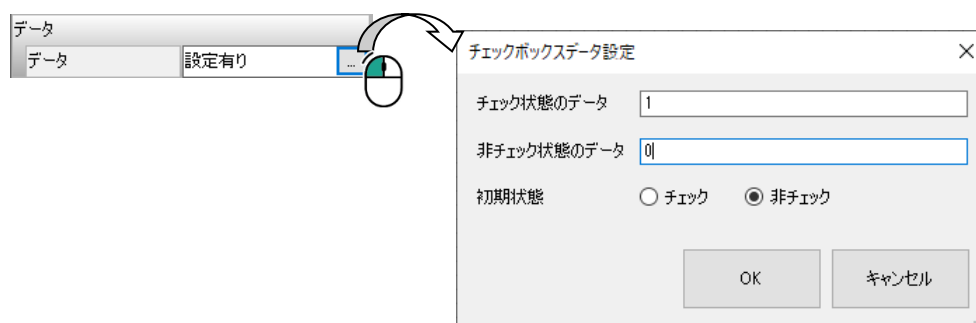 データ
データ 設定有り ...
チェックボックスデータ設定
チェック状態のデータ 1
非チェック状態のデータ 0
初期状態 チェック 非チェック
OK キャンセル